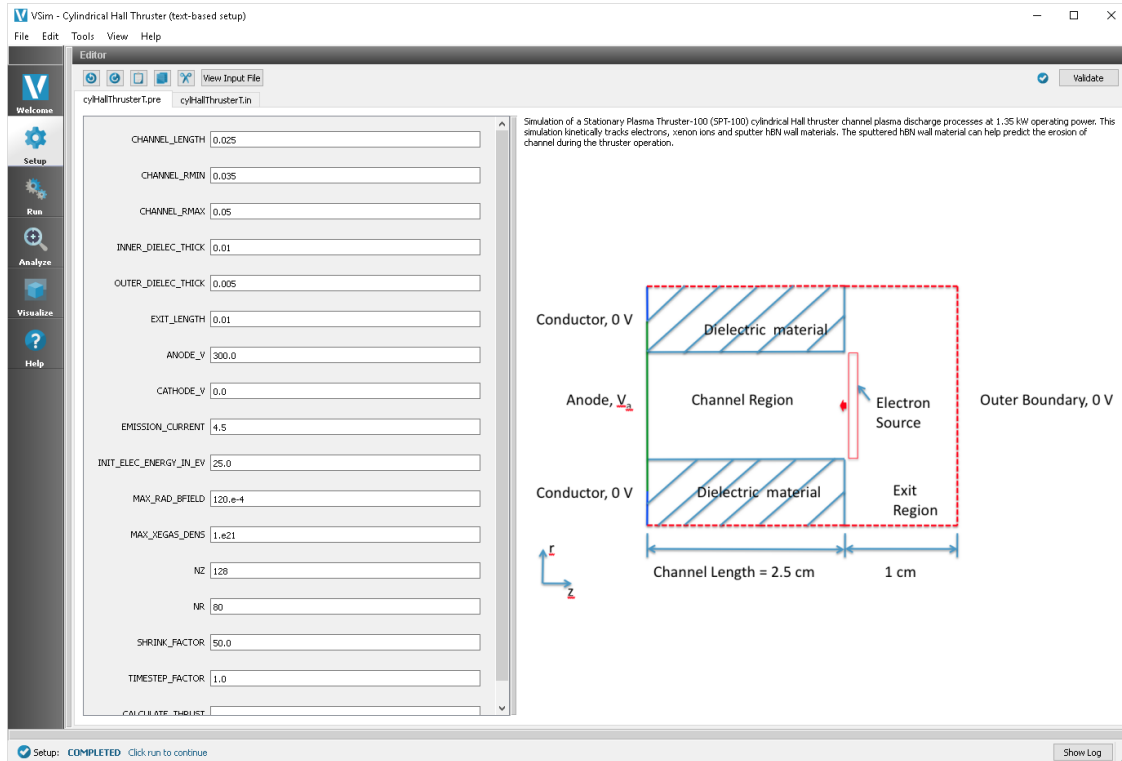 VSim - Cylindrical Hall Thruster (text-based setup)
File Edit Tools View Help
Editor
View Input File
Validate
cylHallThrusterT.pre
cylHallThrusterT.in
Welcome
Setup
Run
Analyze
Visualize
Help
CHANNEL_LENGTH 0.025
CHANNEL_RMIN 0.035
CHANNEL_RMAX 0.05
INNER_DIELEC_THICK 0.01
OUTER_DIELEC_THICK 0.005
EXIT_LENGTH 0.01
ANODE_V 300.0
CATHODE_V 0.0
EMISSION_CURRENT 4.5
INIT_ELEC_ENERGY_IN_EV 25.0
MAX_RAD_BFIELD 120.e-4
MAX_XEGAS_DENS 1.e21
NZ 128
NR 80
SHRINK_FACTOR 50.0
TIMESTEP_FACTOR 1.0
CALCULATE_THRUST
Simulation of a Stationary Plasma Thruster-100 (SPT-100) cylindrical Hall thruster channel plasma discharge processes at 1.35 kW operating power. This
simulation kinetically tracks electrons, xenon ions and sputter hBN wall materials. The sputtered hBN wall material can help predict the erosion of
channel during the thruster operation.
Conductor, 0 V
Dielectric material
Anode, Va
Channel Region
Electron
Source
Outer Boundary, 0 V
Conductor, 0 V
Dielectric material
Exit
Region
r
z
Channel Length = 2.5 cm
1 cm
Setup: COMPLETED Click run to continue
Show Log